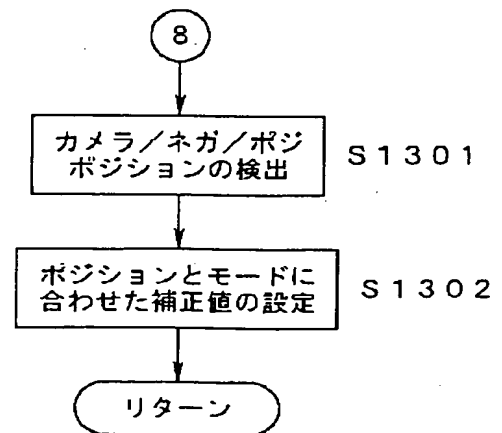 8
カメラ／ネガ／ポジ
ポジションの検出
S1301
ポジションとモードに
合わせた補正値の設定
S1302
リターン